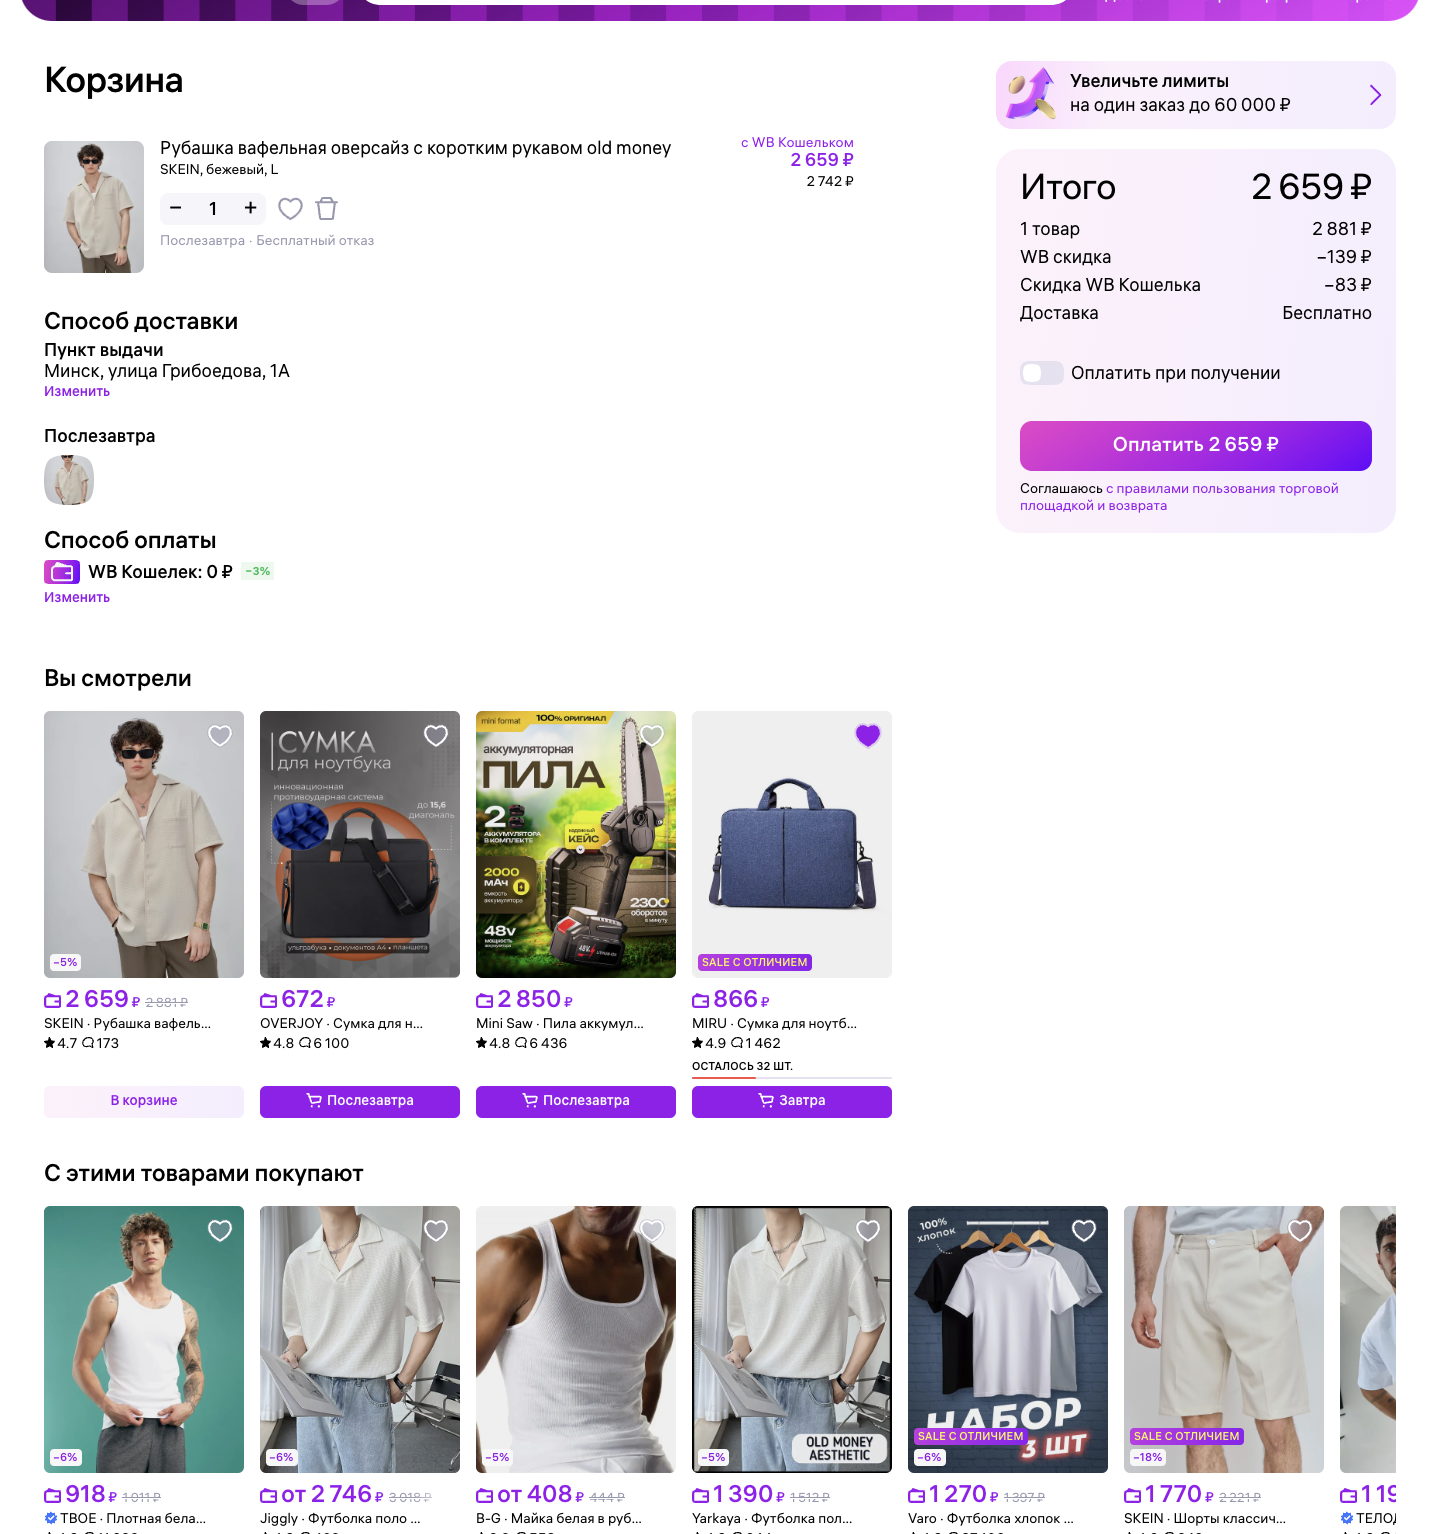 Корзина
Рубашка вафельная оверсайз с коротким рукавом old money
SKEIN, бежевый, L
с WB Кошельком
2 659 ₽
2 742 ₽
− 1 +
Послезавтра · Бесплатный отказ
Увеличьте лимиты
на один заказ до 60 000 ₽
Итого 2 659 ₽
1 товар 2 881 ₽
WB скидка −139 ₽
Скидка WB Кошелька −83 ₽
Доставка Бесплатно
Оплатить при получении
Оплатить 2 659 ₽
Соглашаюсь с правилами пользования торговой
площадкой и возврата
Способ доставки
Пункт выдачи
Минск, улица Грибоедова, 1А
Изменить
Послезавтра
Способ оплаты
WB Кошелек: 0 ₽ −3%
Изменить
Вы смотрели
−5%
2 659 ₽ 2 881 ₽
SKEIN · Рубашка вафель...
4.7 173
В корзине
СУМКА
для ноутбука
инновационная
противоударная система
до 15,6
диагональ
ультрабука • документов А4 • планшета
672 ₽
OVERJOY · Сумка для н...
4.8 6 100
Послезавтра
mini format 100% ОРИГИНАЛ
аккумуляторная
ПИЛА
2
АККУМУЛЯТОРА
В КОМПЛЕКТЕ
надежный
КЕЙС
2000
мАч
емкость
аккумулятора
2300
оборотов
в минуту
48v
мощность
аккумулятора
48V
2 850 ₽
Mini Saw · Пила аккумул...
4.8 6 436
Послезавтра
SALE С ОТЛИЧИЕМ
866 ₽
MIRU · Сумка для ноутб...
4.9 1 462
ОСТАЛОСЬ 32 ШТ.
Завтра
С этими товарами покупают
−6%
918 ₽ 1 011 ₽
ТВОЕ · Плотная бела...
−6%
от 2 746 ₽ 3 018 ₽
Jiggly · Футболка поло ...
−5%
от 408 ₽ 444 ₽
B-G · Майка белая в руб...
OLD MONEY
AESTHETIC
−5%
1 390 ₽ 1 512 ₽
Yarkaya · Футболка пол...
100%
хлопок
НАБОР
3 ШТ
SALE С ОТЛИЧИЕМ
−6%
1 270 ₽ 1 397 ₽
Varo · Футболка хлопок ...
SALE С ОТЛИЧИЕМ
−18%
1 770 ₽ 2 221 ₽
SKEIN · Шорты классич...